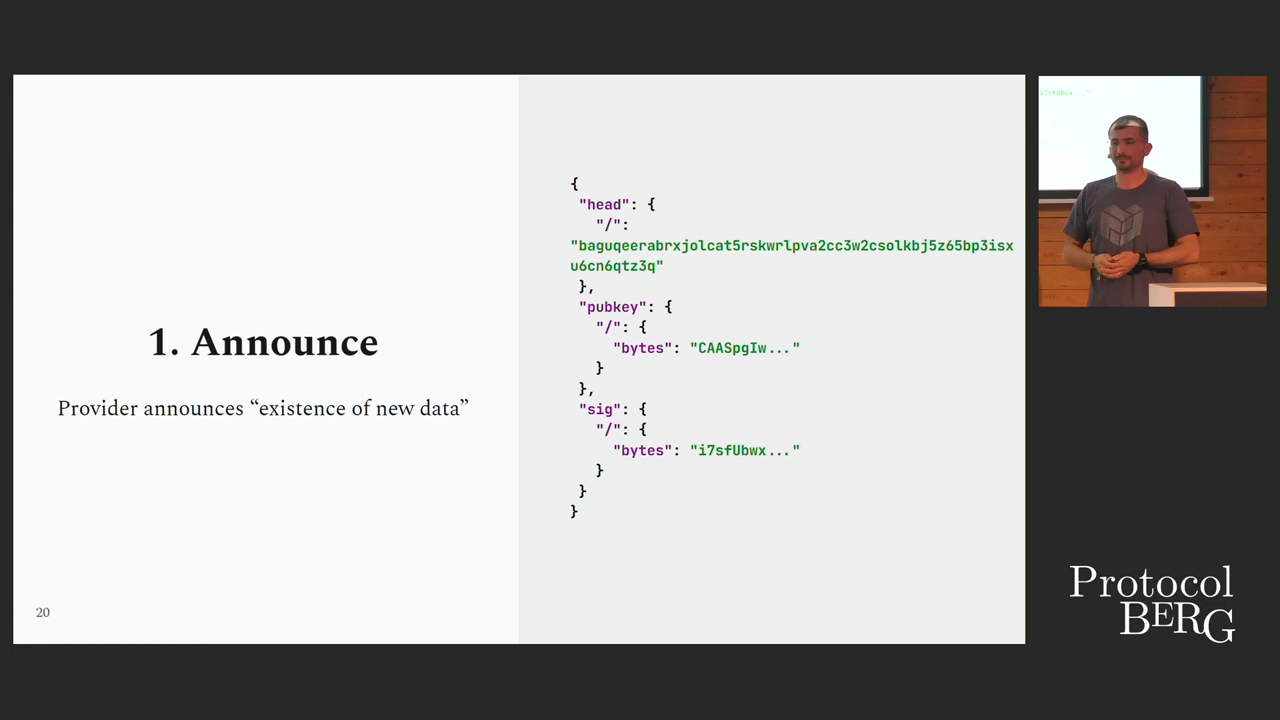 1. Announce
Provider announces “existence of new data”
20
{
"head": {
"/":
"baguqeerabrxjolcat5rskwrlpva2cc3w2csolkbj5z65bp3isx
u6cn6qtz3q"
},
"pubkey": {
"/": {
"bytes": "CAASpgIw..."
}
},
"sig": {
"/": {
"bytes": "i7sfUbwx..."
}
}
}
Protocol
BERG